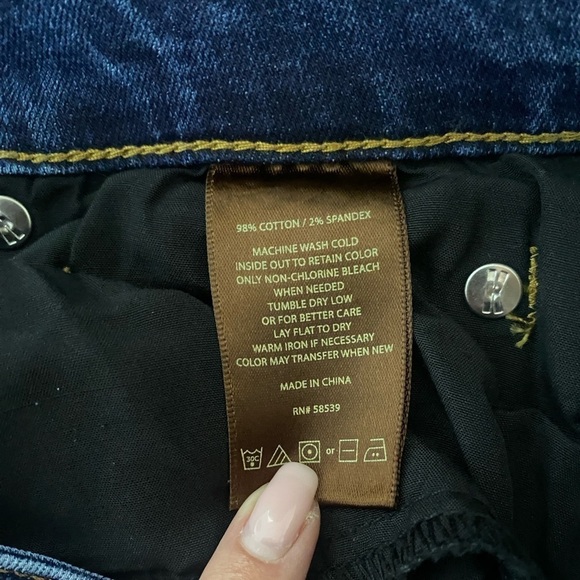 98% COTTON / 2% SPANDEX
MACHINE WASH COLD
INSIDE OUT TO RETAIN COLOR
ONLY NON-CHLORINE BLEACH
WHEN NEEDED
TUMBLE DRY LOW
OR FOR BETTER CARE
LAY FLAT TO DRY
WARM IRON IF NECESSARY
COLOR MAY TRANSFER WHEN NEW
MADE IN CHINA
RN# 58539
30C or